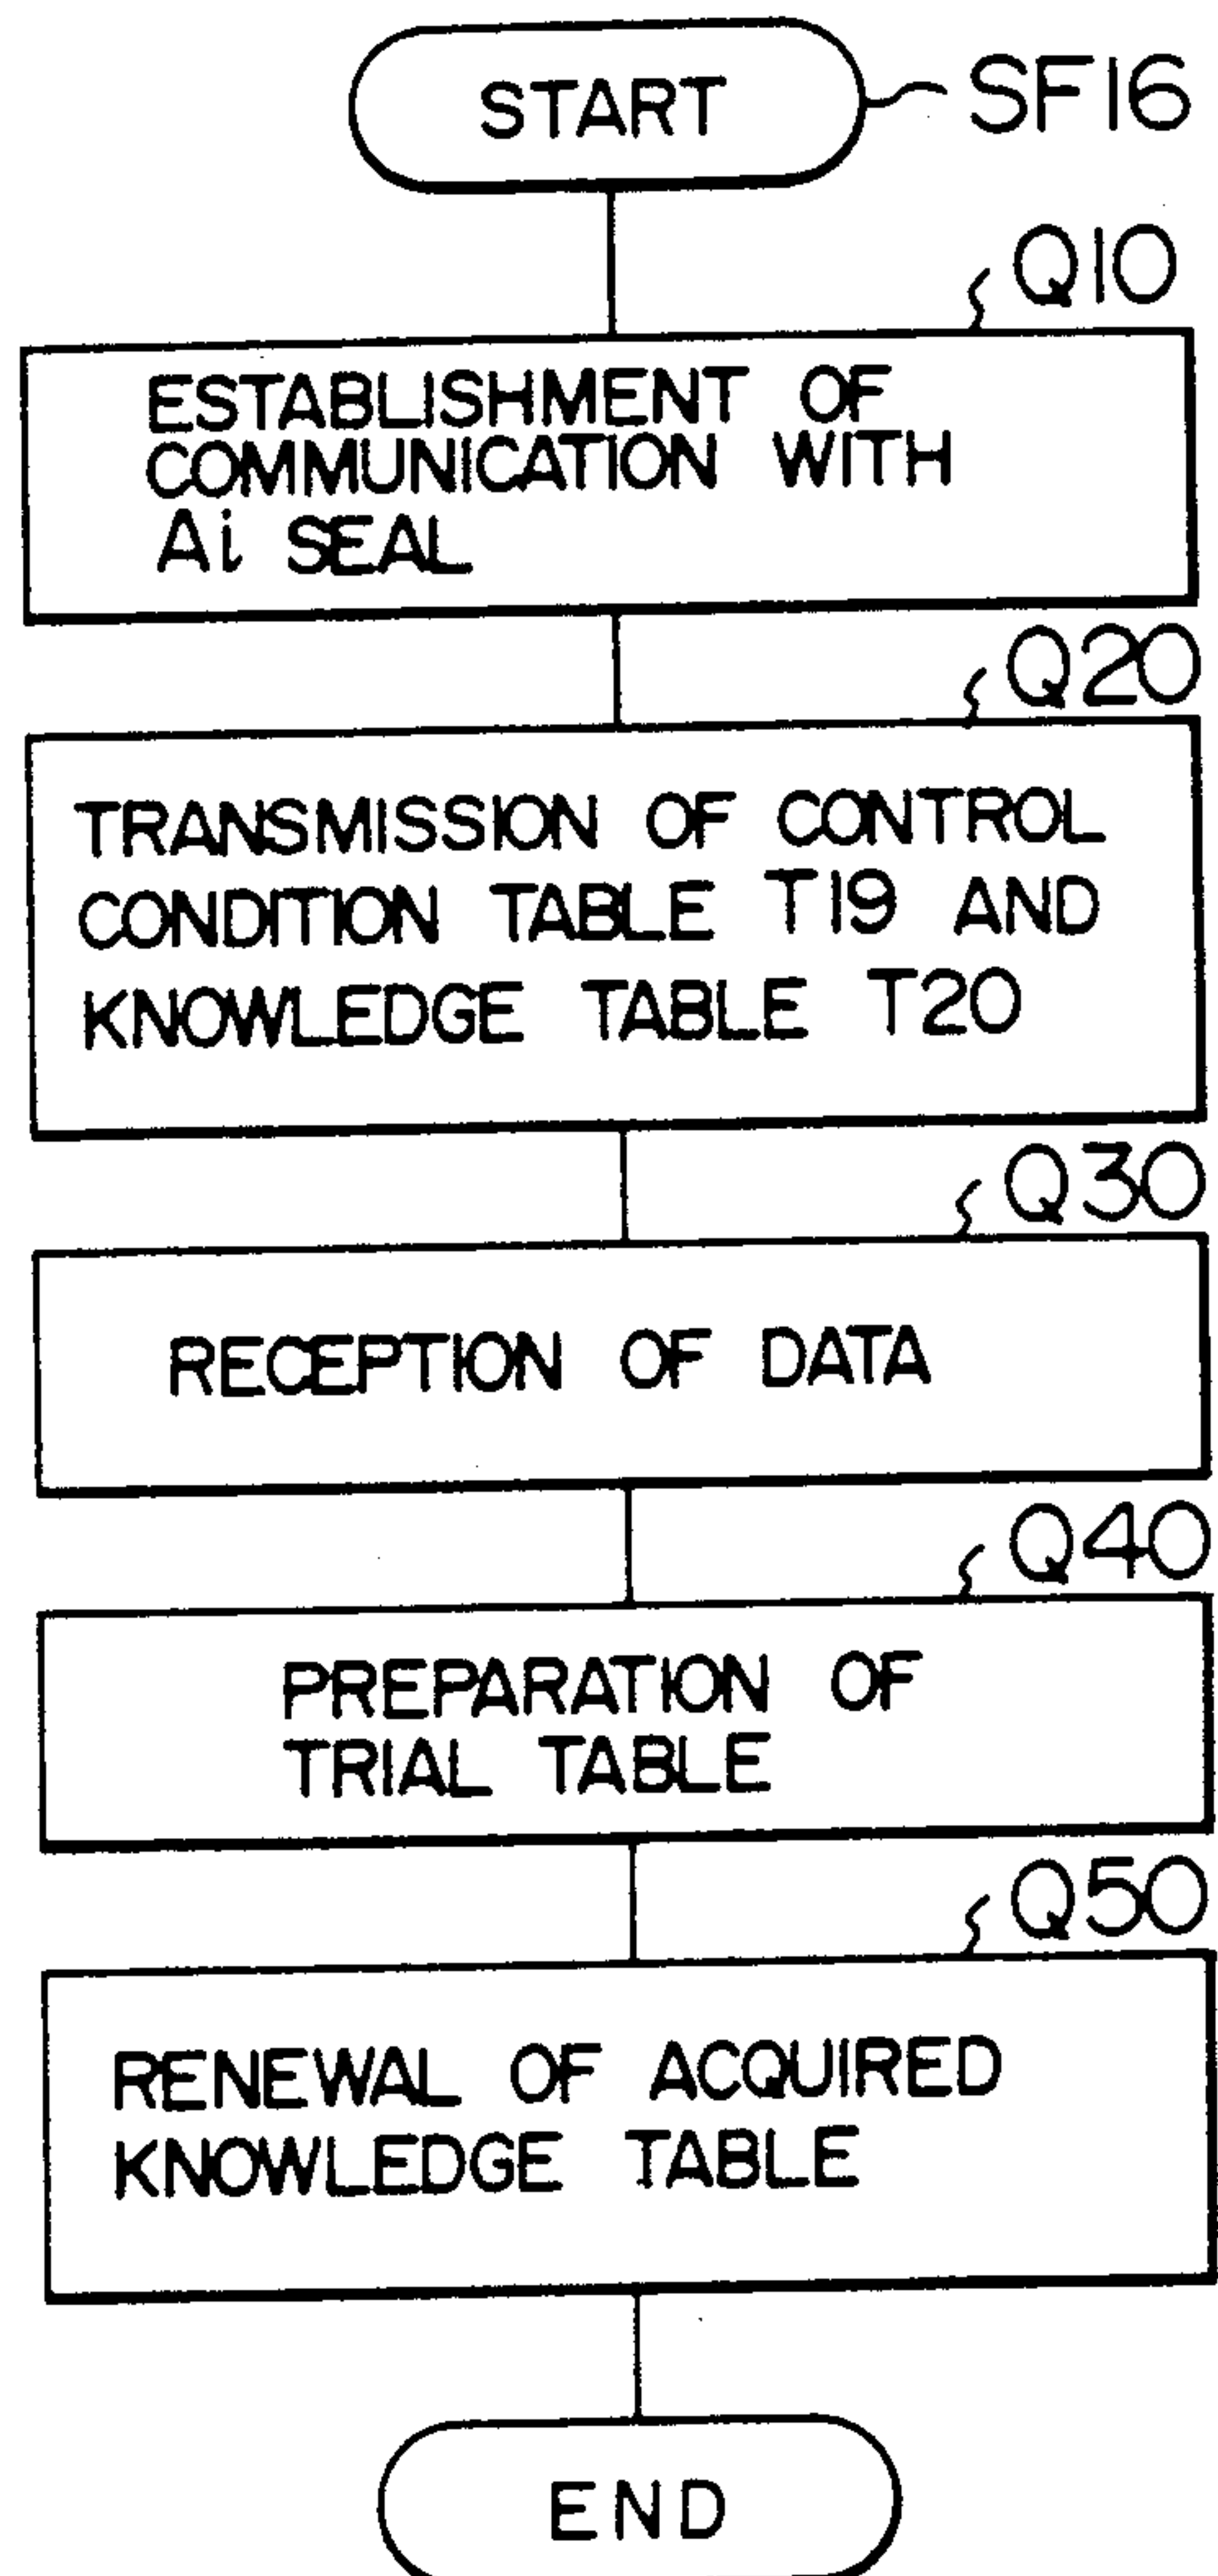 START SF16
Q10
ESTABLISHMENT OF
COMMUNICATION WITH
Ai SEAL
Q20
TRANSMISSION OF CONTROL
CONDITION TABLE T19 AND
KNOWLEDGE TABLE T20
Q30
RECEPTION OF DATA
Q40
PREPARATION OF
TRIAL TABLE
Q50
RENEWAL OF ACQUIRED
KNOWLEDGE TABLE
END